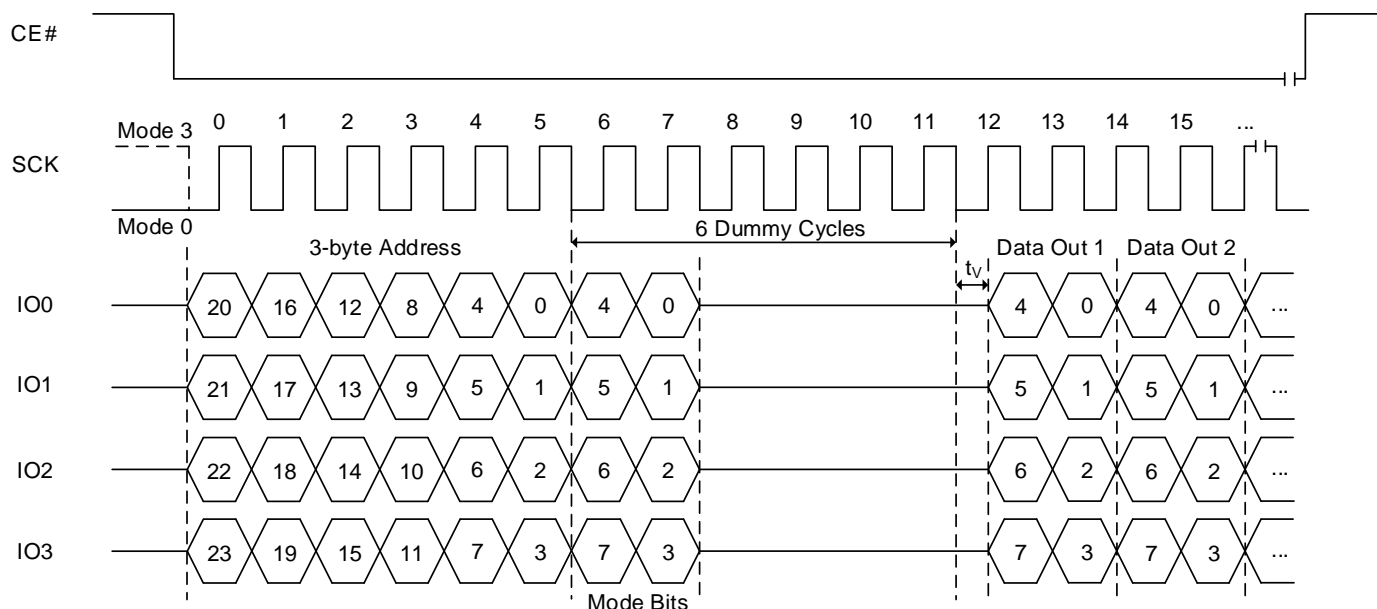 CE#
Mode 3 0 1 2 3 4 5 6 7 8 9 10 11 12 13 14 15 ...
SCK
Mode 0
6 Dummy Cycles
3-byte Address Data Out 1 Data Out 2
tV
IO0 20 16 12 8 4 0 4 0 4 0 4 0 ...
IO1 21 17 13 9 5 1 5 1 5 1 5 1 ...
IO2 22 18 14 10 6 2 6 2 6 2 6 2 ...
IO3 23 19 15 11 7 3 7 3 7 3 7 3 ...
Mode Bits